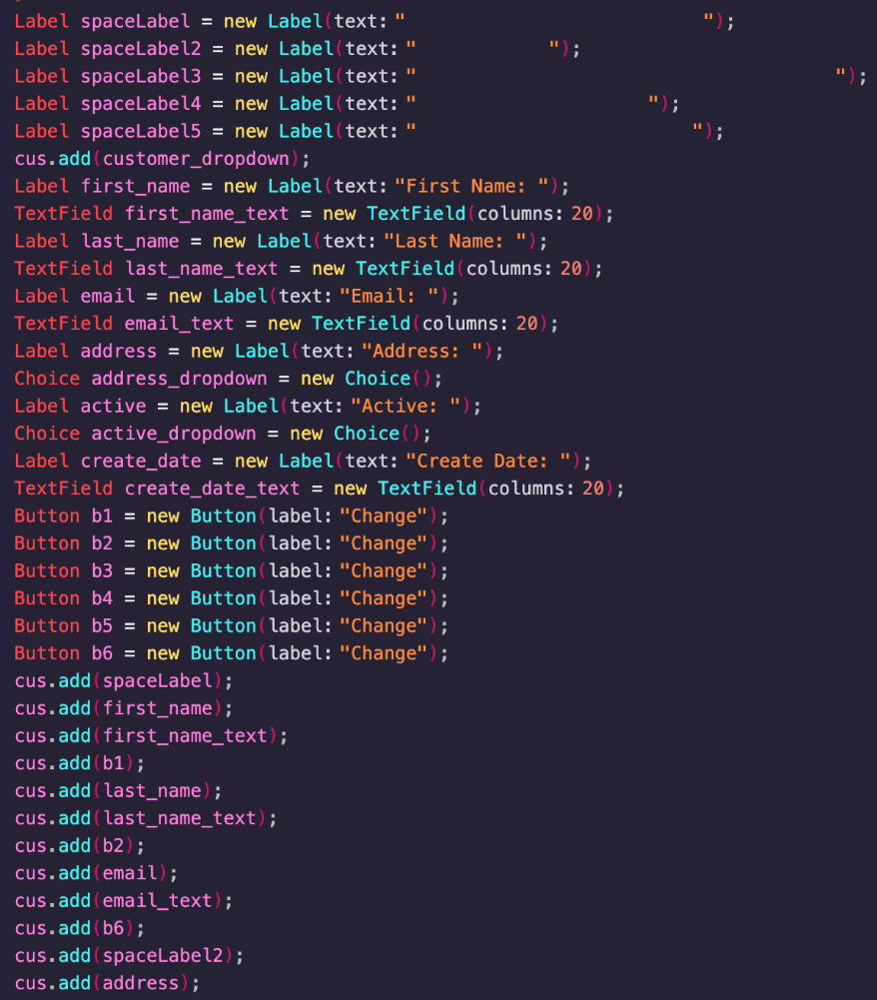 Label spaceLabel = new Label(text:"                           ");
Label spaceLabel2 = new Label(text:"            ");
Label spaceLabel3 = new Label(text:"                                      ");
Label spaceLabel4 = new Label(text:"                     ");
Label spaceLabel5 = new Label(text:"                         ");
cus.add(customer_dropdown);
Label first_name = new Label(text:"First Name: ");
TextField first_name_text = new TextField(columns:20);
Label last_name = new Label(text:"Last Name: ");
TextField last_name_text = new TextField(columns:20);
Label email = new Label(text:"Email: ");
TextField email_text = new TextField(columns:20);
Label address = new Label(text:"Address: ");
Choice address_dropdown = new Choice();
Label active = new Label(text:"Active: ");
Choice active_dropdown = new Choice();
Label create_date = new Label(text:"Create Date: ");
TextField create_date_text = new TextField(columns:20);
Button b1 = new Button(label:"Change");
Button b2 = new Button(label:"Change");
Button b3 = new Button(label:"Change");
Button b4 = new Button(label:"Change");
Button b5 = new Button(label:"Change");
Button b6 = new Button(label:"Change");
cus.add(spaceLabel);
cus.add(first_name);
cus.add(first_name_text);
cus.add(b1);
cus.add(last_name);
cus.add(last_name_text);
cus.add(b2);
cus.add(email);
cus.add(email_text);
cus.add(b6);
cus.add(spaceLabel2);
cus.add(address);